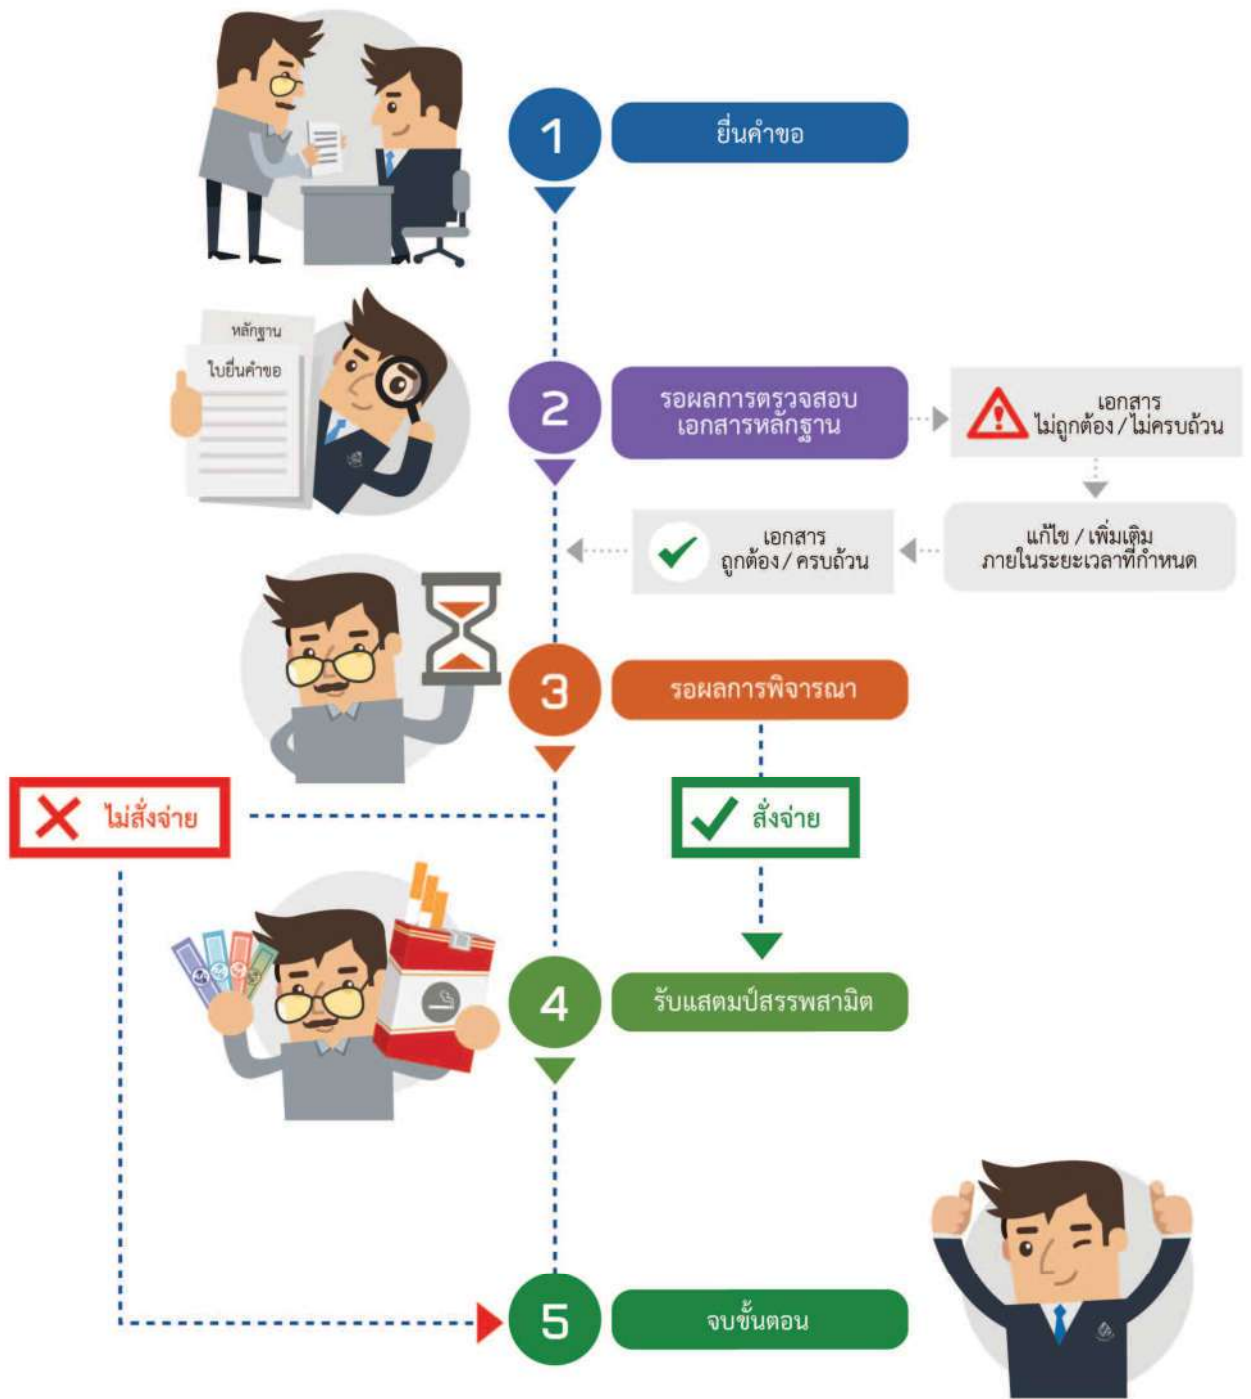 1
ยื่นคำขอ
หลักฐาน
ใบยื่นคำขอ
2
รอผลการตรวจสอบ
เอกสารหลักฐาน
เอกสาร
ไม่ถูกต้อง / ไม่ครบถ้วน
แก้ไข / เพิ่มเติม
ภายในระยะเวลาที่กำหนด
เอกสาร
ถูกต้อง / ครบถ้วน
3
รอผลการพิจารณา
ไม่สั่งจ่าย
สั่งจ่าย
4
รับแสตมป์สรรพสามิต
5
จบขั้นตอน